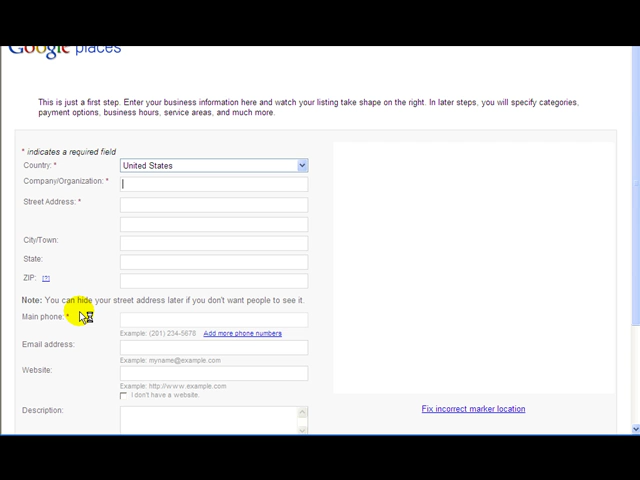 Google places
This is just a first step. Enter your business information here and watch your listing take shape on the right. In later steps, you will specify categories,
payment options, business hours, service areas, and much more.
* indicates a required field
Country: * United States
Company/Organization: *
Street Address: *
City/Town:
State:
ZIP: [?]
Note: You can hide your street address later if you don't want people to see it.
Main phone: *
Example: (201) 234-5678 Add more phone numbers
Email address:
Example: myname@example.com
Website:
Example: http://www.example.com
I don't have a website.
Description:
Fix incorrect marker location